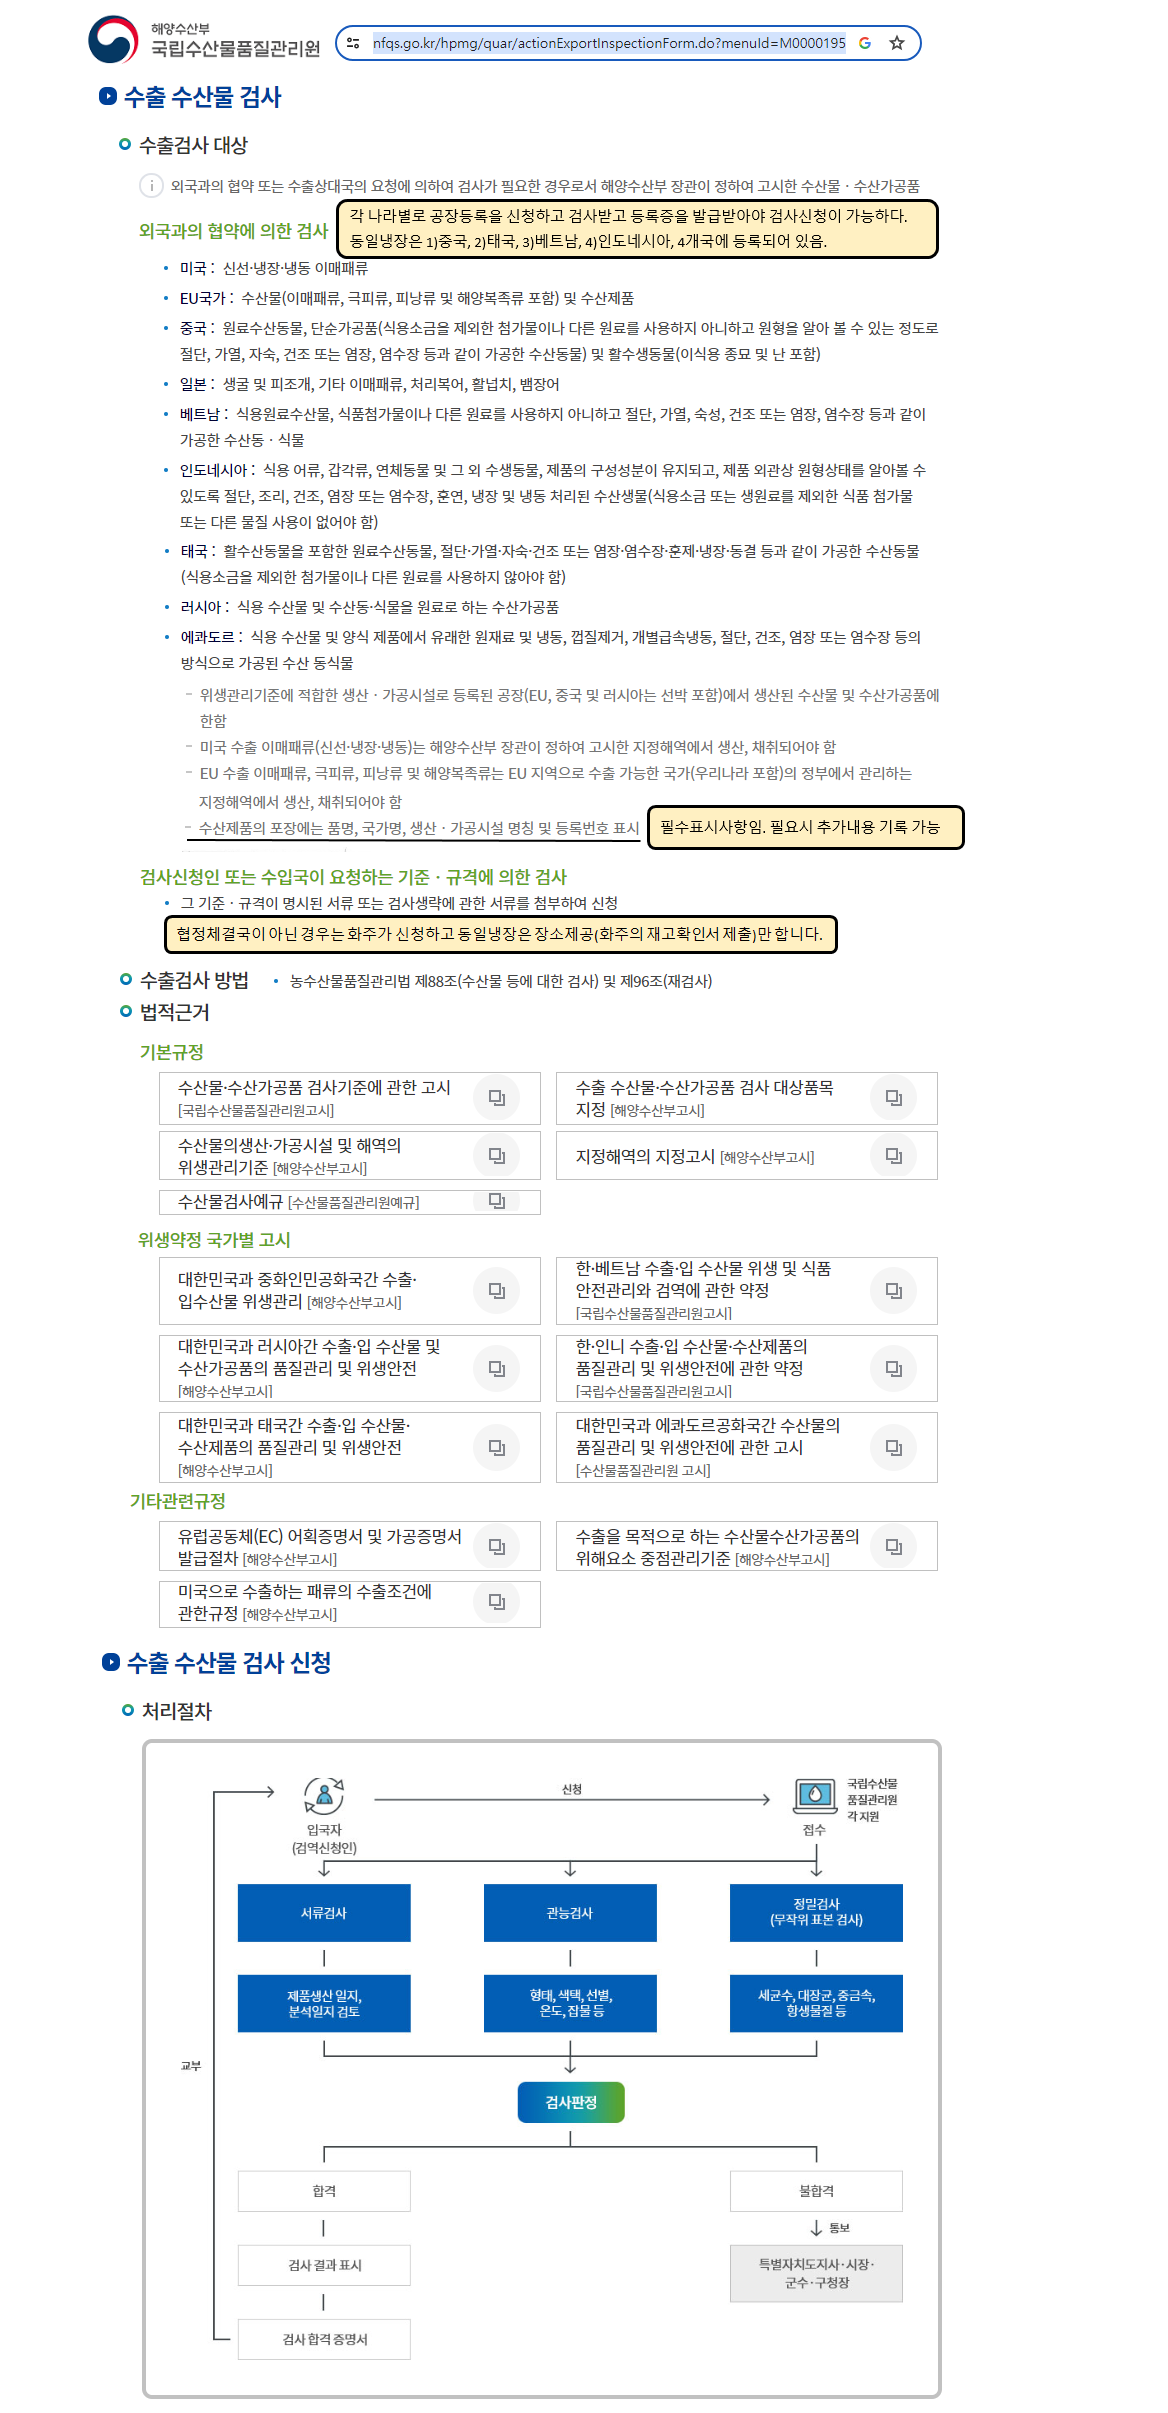 해양수산부
국립수산물품질관리원
nfqs.go.kr/hpmg/quar/actionExportInspectionForm.do?menuId=M0000195
수출 수산물 검사
수출검사 대상
외국과의 협약 또는 수출상대국의 요청에 의하여 검사가 필요한 경우로서 해양수산부 장관이 정하여 고시한 수산물ㆍ수산가공품
각 나라별로 공장등록을 신청하고 검사받고 등록증을 발급받아야 검사신청이 가능하다.
동일냉장은 1)중국, 2)태국, 3)베트남, 4)인도네시아, 4개국에 등록되어 있음.
외국과의 협약에 의한 검사
미국 : 신선·냉장·냉동 이매패류
EU국가 : 수산물(이매패류, 극피류, 피낭류 및 해양복족류 포함) 및 수산제품
중국 : 원료수산동물, 단순가공품(식용소금을 제외한 첨가물이나 다른 원료를 사용하지 아니하고 원형을 알아 볼 수 있는 정도로
절단, 가열, 자숙, 건조 또는 염장, 염수장 등과 같이 가공한 수산동물) 및 활수생동물(이식용 종묘 및 난 포함)
일본 : 생굴 및 피조개, 기타 이매패류, 처리복어, 활넙치, 뱀장어
베트남 : 식용원료수산물, 식품첨가물이나 다른 원료를 사용하지 아니하고 절단, 가열, 숙성, 건조 또는 염장, 염수장 등과 같이
가공한 수산동ㆍ식물
인도네시아 : 식용 어류, 갑각류, 연체동물 및 그 외 수생동물, 제품의 구성성분이 유지되고, 제품 외관상 원형상태를 알아볼 수
있도록 절단, 조리, 건조, 염장 또는 염수장, 훈연, 냉장 및 냉동 처리된 수산생물(식용소금 또는 생원료를 제외한 식품 첨가물
또는 다른 물질 사용이 없어야 함)
태국 : 활수산동물을 포함한 원료수산동물, 절단·가열·자숙·건조 또는 염장·염수장·훈제·냉장·동결 등과 같이 가공한 수산동물
(식용소금을 제외한 첨가물이나 다른 원료를 사용하지 않아야 함)
러시아 : 식용 수산물 및 수산동·식물을 원료로 하는 수산가공품
에콰도르 : 식용 수산물 및 양식 제품에서 유래한 원재료 및 냉동, 껍질제거, 개별급속냉동, 절단, 건조, 염장 또는 염수장 등의
방식으로 가공된 수산 동식물
- 위생관리기준에 적합한 생산ㆍ가공시설로 등록된 공장(EU, 중국 및 러시아는 선박 포함)에서 생산된 수산물 및 수산가공품에
한함
- 미국 수출 이매패류(신선·냉장·냉동)는 해양수산부 장관이 정하여 고시한 지정해역에서 생산, 채취되어야 함
- EU 수출 이매패류, 극피류, 피낭류 및 해양복족류는 EU 지역으로 수출 가능한 국가(우리나라 포함)의 정부에서 관리하는
지정해역에서 생산, 채취되어야 함
- 수산제품의 포장에는 품명, 국가명, 생산ㆍ가공시설 명칭 및 등록번호 표시
필수표시사항임. 필요시 추가내용 기록 가능
검사신청인 또는 수입국이 요청하는 기준ㆍ규격에 의한 검사
그 기준ㆍ규격이 명시된 서류 또는 검사생략에 관한 서류를 첨부하여 신청
협정체결국이 아닌 경우는 화주가 신청하고 동일냉장은 장소제공(화주의 재고확인서 제출)만 합니다.
수출검사 방법
농수산물품질관리법 제88조(수산물 등에 대한 검사) 및 제96조(재검사)
법적근거
기본규정
수산물·수산가공품 검사기준에 관한 고시
[국립수산물품질관리원고시]
수출 수산물·수산가공품 검사 대상품목
지정 [해양수산부고시]
수산물의생산·가공시설 및 해역의
위생관리기준 [해양수산부고시]
지정해역의 지정고시 [해양수산부고시]
수산물검사예규 [수산물품질관리원예규]
위생약정 국가별 고시
대한민국과 중화인민공화국간 수출·
입수산물 위생관리 [해양수산부고시]
한·베트남 수출·입 수산물 위생 및 식품
안전관리와 검역에 관한 약정
[국립수산물품질관리원고시]
대한민국과 러시아간 수출·입 수산물 및
수산가공품의 품질관리 및 위생안전
[해양수산부고시]
한·인니 수출·입 수산물·수산제품의
품질관리 및 위생안전에 관한 약정
[국립수산물품질관리원고시]
대한민국과 태국간 수출·입 수산물·
수산제품의 품질관리 및 위생안전
[해양수산부고시]
대한민국과 에콰도르공화국간 수산물의
품질관리 및 위생안전에 관한 고시
[수산물품질관리원 고시]
기타관련규정
유럽공동체(EC) 어획증명서 및 가공증명서
발급절차 [해양수산부고시]
수출을 목적으로 하는 수산물수산가공품의
위해요소 중점관리기준 [해양수산부고시]
미국으로 수출하는 패류의 수출조건에
관한규정 [해양수산부고시]
수출 수산물 검사 신청
처리절차
입국자
(검역신청인)
신청
접수
국립수산물
품질관리원
각 지원
서류검사
관능검사
정밀검사
(무작위 표본 검사)
제품생산 일지,
분석일지 검토
형태, 색택, 선별,
온도, 잡물 등
세균수, 대장균, 중금속,
항생물질 등
교부
검사판정
합격
불합격
통보
검사 결과 표시
특별자치도지사·시장·
군수·구청장
검사 합격 증명서